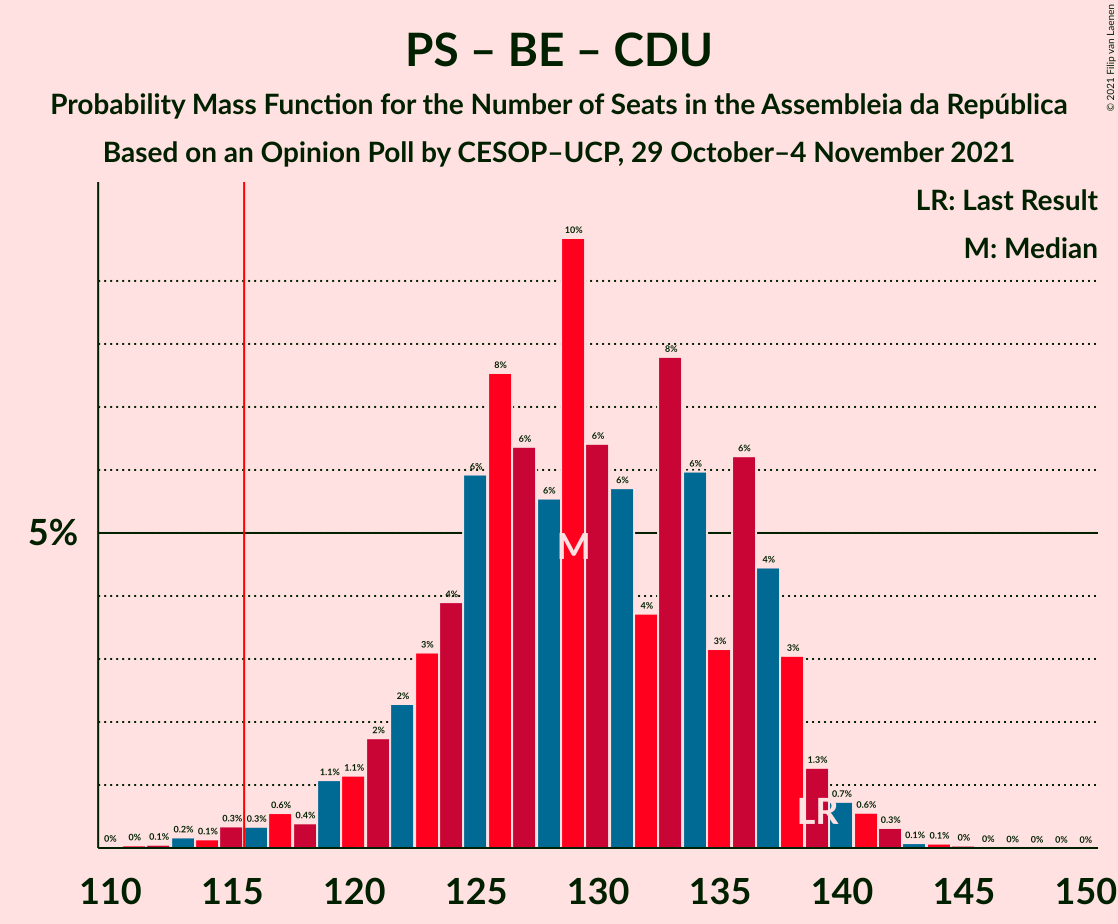 PS – BE – CDU
Probability Mass Function for the Number of Seats in the Assembleia da República
Based on an Opinion Poll by CESOP–UCP, 29 October–4 November 2021
© 2021 Filip van Laenen
LR: Last Result
M: Median
5%
0% 0% 0.1% 0.2% 0.1% 0.3% 0.3% 0.6% 0.4% 1.1% 1.1% 2% 2% 3% 4% 6% 8% 6% 6% 10% 6% 6% 4% 8% 6% 3% 6% 4% 3% 1.3% 0.7% 0.6% 0.3% 0.1% 0.1% 0% 0% 0% 0% 0% 0%
M
LR
110 115 120 125 130 135 140 145 150